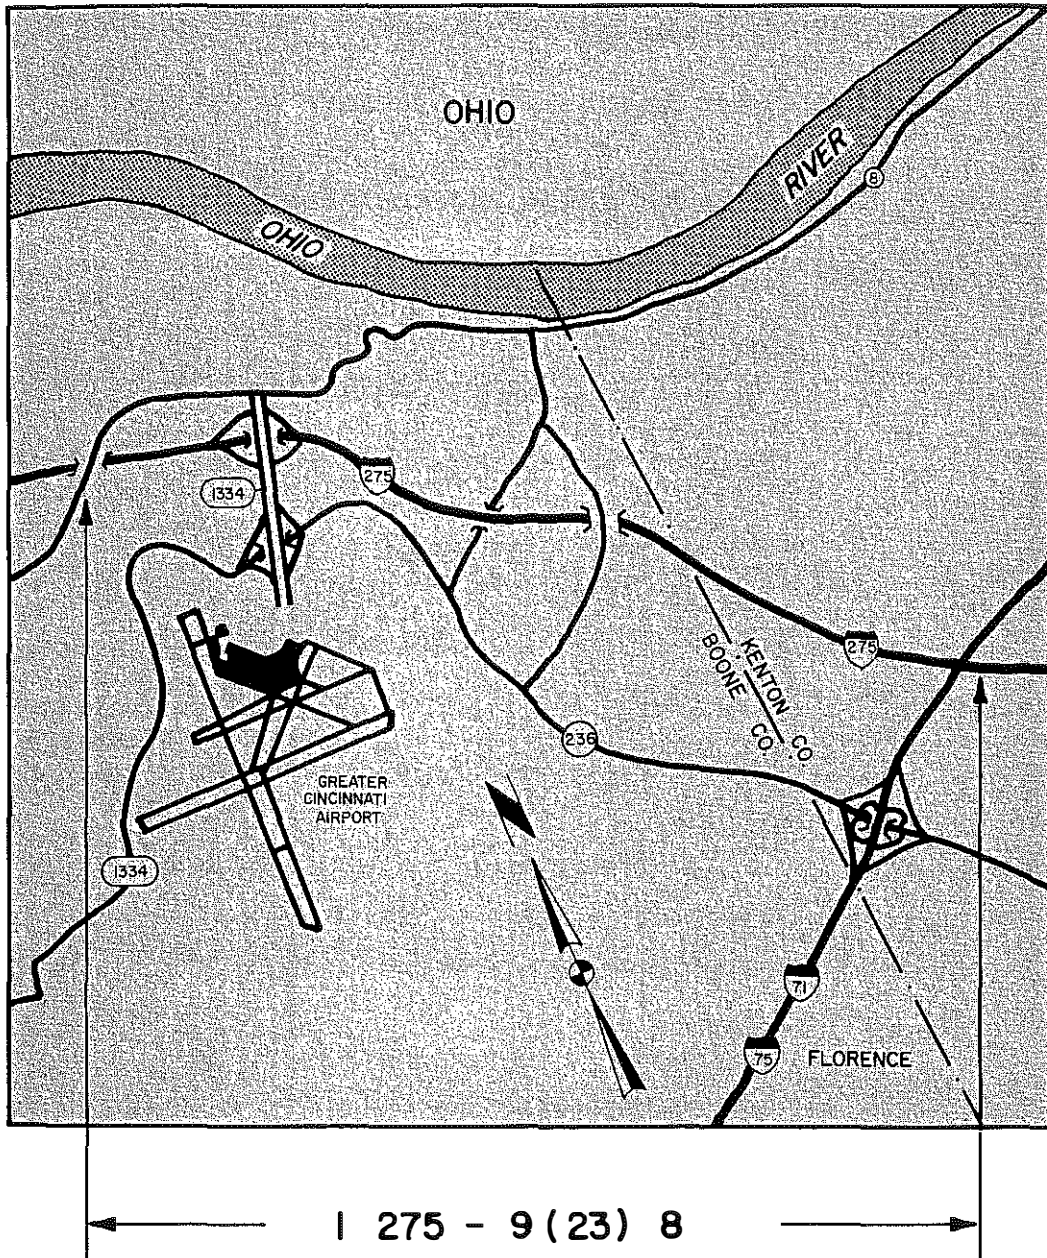 OHIO
RIVER
8
OHIO
275
1334
275
KENTON CO.
BOONE CO.
236
GREATER
CINCINNATI
AIRPORT
1334
71
75
FLORENCE
I 275 - 9 (23) 8